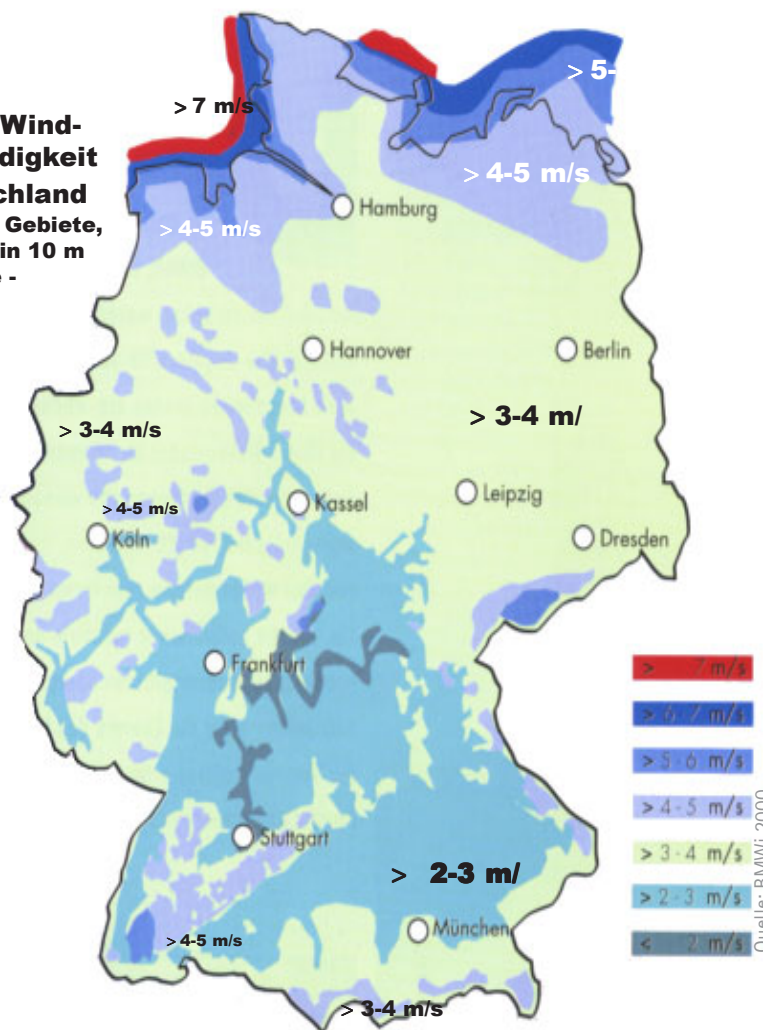 Wind-
digkeit
chland
Gebiete,
in 10 m
-
> 7 m/s
> 5-
> 4-5 m/s
Hamburg
> 4-5 m/s
Hannover
Berlin
> 3-4 m/s
> 3-4 m/
> 4-5 m/s
Kassel
Leipzig
Köln
Dresden
Frankfurt
> 7 m/s
> 6-7 m/s
> 5-6 m/s
> 4-5 m/s
> 3-4 m/s
> 2-3 m/s
< 2 m/s
Quelle: BMWi 2000
Stuttgart
> 2-3 m/
München
> 4-5 m/s
> 3-4 m/s